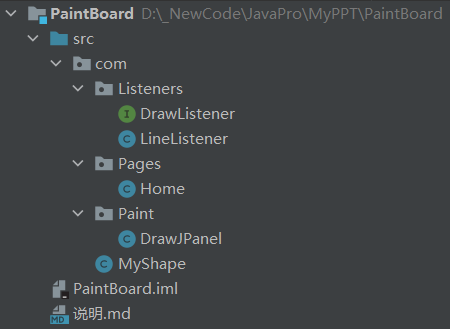 PaintBoard D:\_NewCode\JavaPro\MyPPT\PaintBoard
src
com
Listeners
I DrawListener
C LineListener
Pages
C Home
Paint
C DrawJPanel
C MyShape
PaintBoard.iml
MD 说明.md